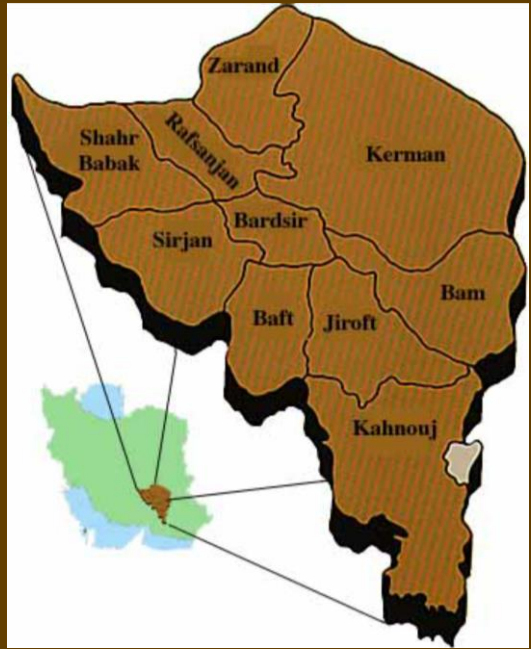 Zarand
Shahr
Babak
Rafsanjan
Kerman
Sirjan
Bardsir
Bam
Baft
Jiroft
Kahnouj